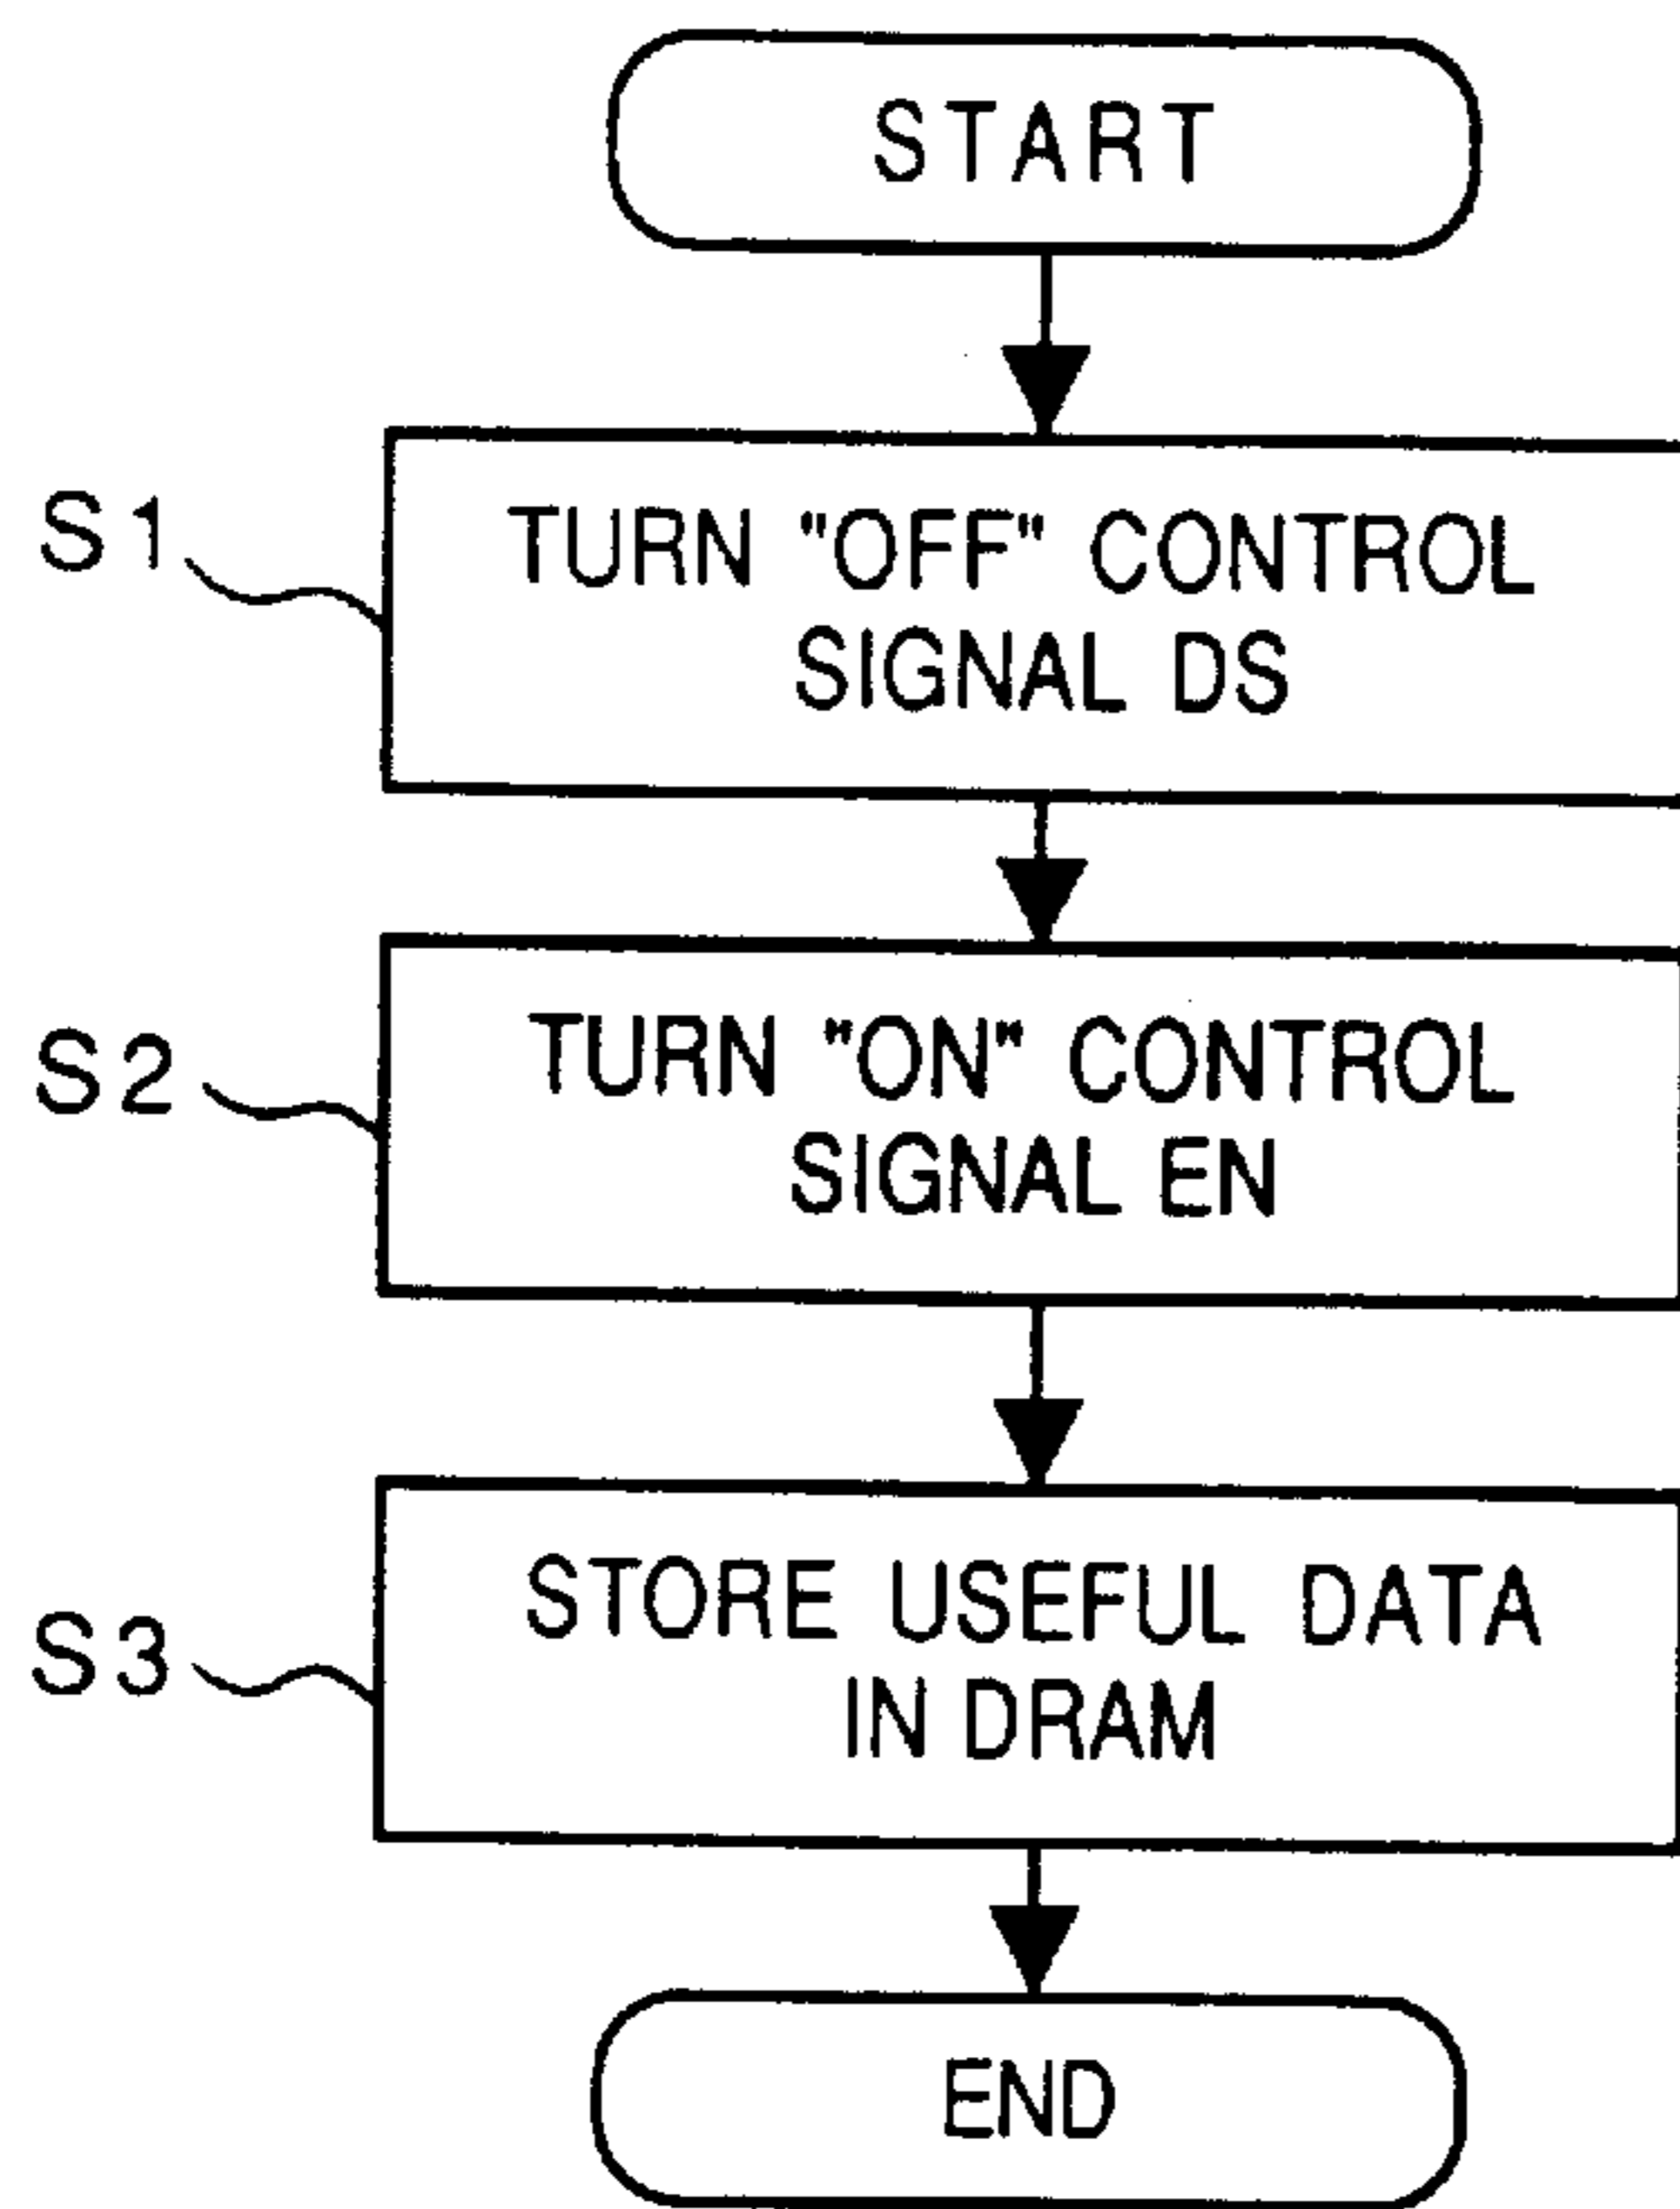 START
S1
TURN "OFF" CONTROL
SIGNAL DS
S2
TURN "ON" CONTROL
SIGNAL EN
S3
STORE USEFUL DATA
IN DRAM
END